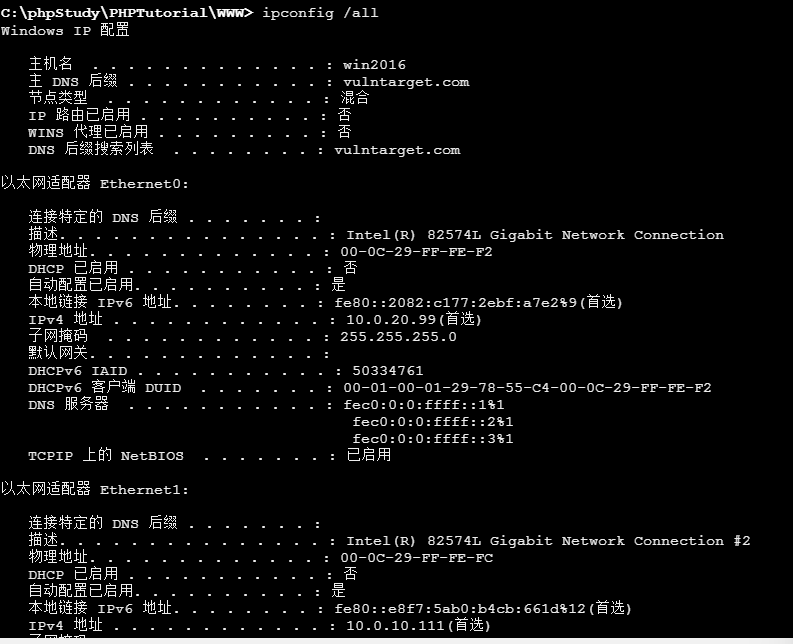 C:\phpStudy\PHPTutorial\WWW> ipconfig /all
Windows IP 配置
主机名 . . . . . . . . . . . . . : win2016
主 DNS 后缀 . . . . . . . . . . . : vulntarget.com
节点类型 . . . . . . . . . . . . : 混合
IP 路由已启用 . . . . . . . . . . : 否
WINS 代理已启用 . . . . . . . . . : 否
DNS 后缀搜索列表 . . . . . . . . : vulntarget.com
以太网适配器 Ethernet0:
连接特定的 DNS 后缀 . . . . . . . :
描述. . . . . . . . . . . . . . . : Intel(R) 82574L Gigabit Network Connection
物理地址. . . . . . . . . . . . . : 00-0C-29-FF-FE-F2
DHCP 已启用 . . . . . . . . . . . : 否
自动配置已启用. . . . . . . . . . : 是
本地链接 IPv6 地址. . . . . . . . : fe80::2082:c177:2ebf:a7e2%9(首选)
IPv4 地址 . . . . . . . . . . . . : 10.0.20.99(首选)
子网掩码 . . . . . . . . . . . . : 255.255.255.0
默认网关. . . . . . . . . . . . . :
DHCPv6 IAID . . . . . . . . . . . : 50334761
DHCPv6 客户端 DUID . . . . . . . : 00-01-00-01-29-78-55-C4-00-0C-29-FF-FE-F2
DNS 服务器 . . . . . . . . . . . : fec0:0:0:ffff::1%1
fec0:0:0:ffff::2%1
fec0:0:0:ffff::3%1
TCPIP 上的 NetBIOS . . . . . . . : 已启用
以太网适配器 Ethernet1:
连接特定的 DNS 后缀 . . . . . . . :
描述. . . . . . . . . . . . . . . : Intel(R) 82574L Gigabit Network Connection #2
物理地址. . . . . . . . . . . . . : 00-0C-29-FF-FE-FC
DHCP 已启用 . . . . . . . . . . . : 否
自动配置已启用. . . . . . . . . . : 是
本地链接 IPv6 地址. . . . . . . . : fe80::e8f7:5ab0:b4cb:661d%12(首选)
IPv4 地址 . . . . . . . . . . . . : 10.0.10.111(首选)